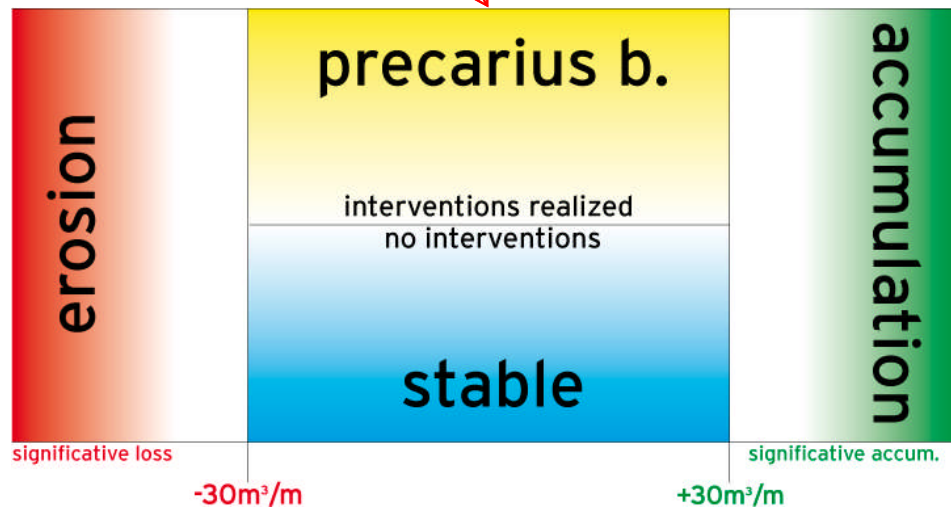 erosion
precarius b.
interventions realized
no interventions
stable
accumulation
significative loss
significative accum.
-30m³/m
+30m³/m